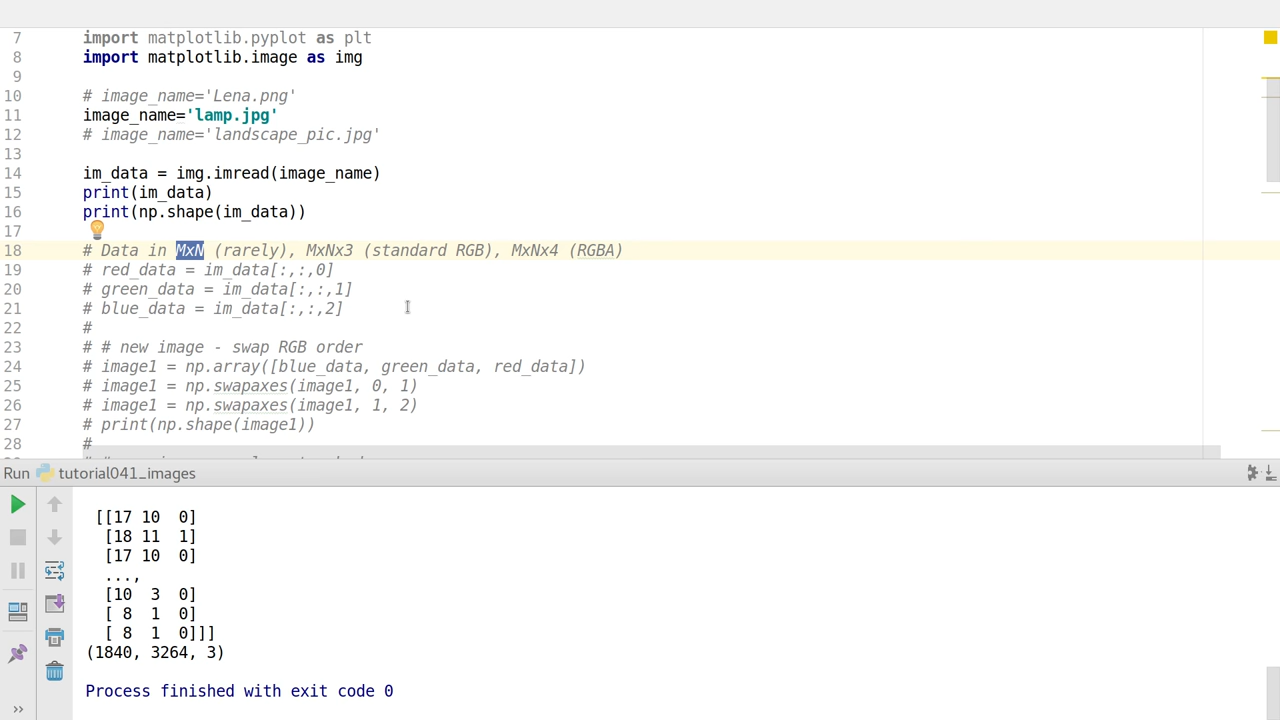 7 import matplotlib.pyplot as plt
8 import matplotlib.image as img
9
10 # image_name='Lena.png'
11 image_name='lamp.jpg'
12 # image_name='landscape_pic.jpg'
13
14 im_data = img.imread(image_name)
15 print(im_data)
16 print(np.shape(im_data))
17
18 # Data in MxN (rarely), MxNx3 (standard RGB), MxNx4 (RGBA)
19 # red_data = im_data[:,:,0]
20 # green_data = im_data[:,:,1]
21 # blue_data = im_data[:,:,2]
22 #
23 # # new image - swap RGB order
24 # image1 = np.array([blue_data, green_data, red_data])
25 # image1 = np.swapaxes(image1, 0, 1)
26 # image1 = np.swapaxes(image1, 1, 2)
27 # print(np.shape(image1))
28 #
Run tutorial041_images
[[17 10  0]
[18 11  1]
[17 10  0]
...,
[10  3  0]
[ 8  1  0]
[ 8  1  0]]]
(1840, 3264, 3)
Process finished with exit code 0